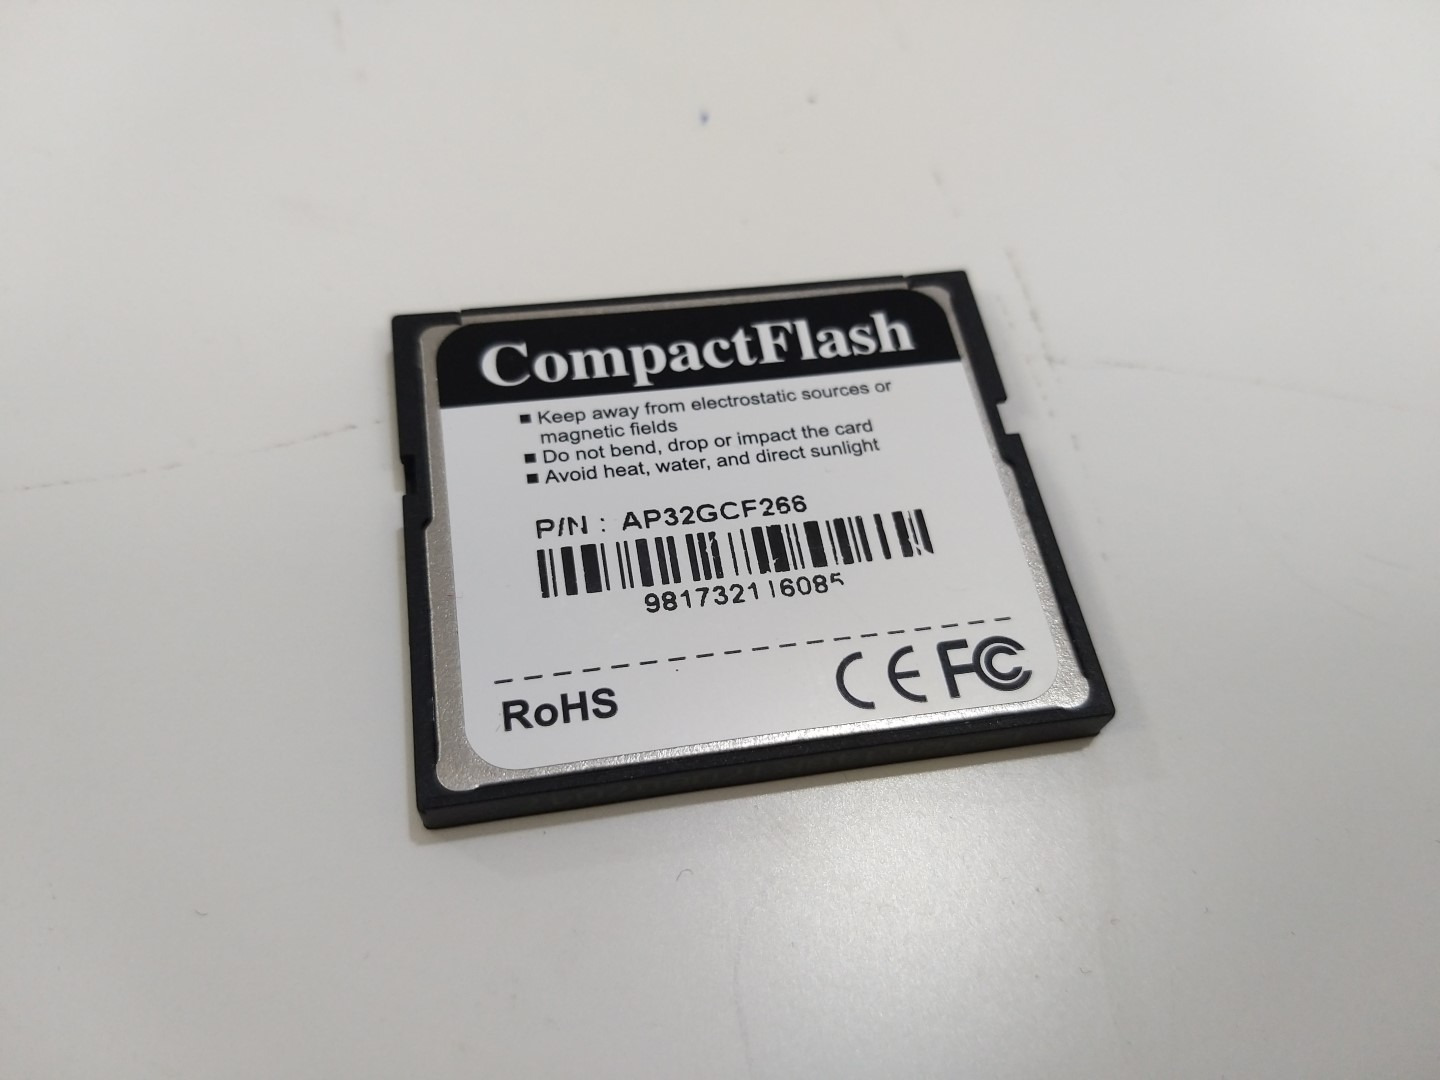 CompactFlash
■ Keep away from electrostatic sources or
magnetic fields
■ Do not bend, drop or impact the card
■ Avoid heat, water, and direct sunlight
P/N : AP32GCF266
981732116085
RoHS CE FC